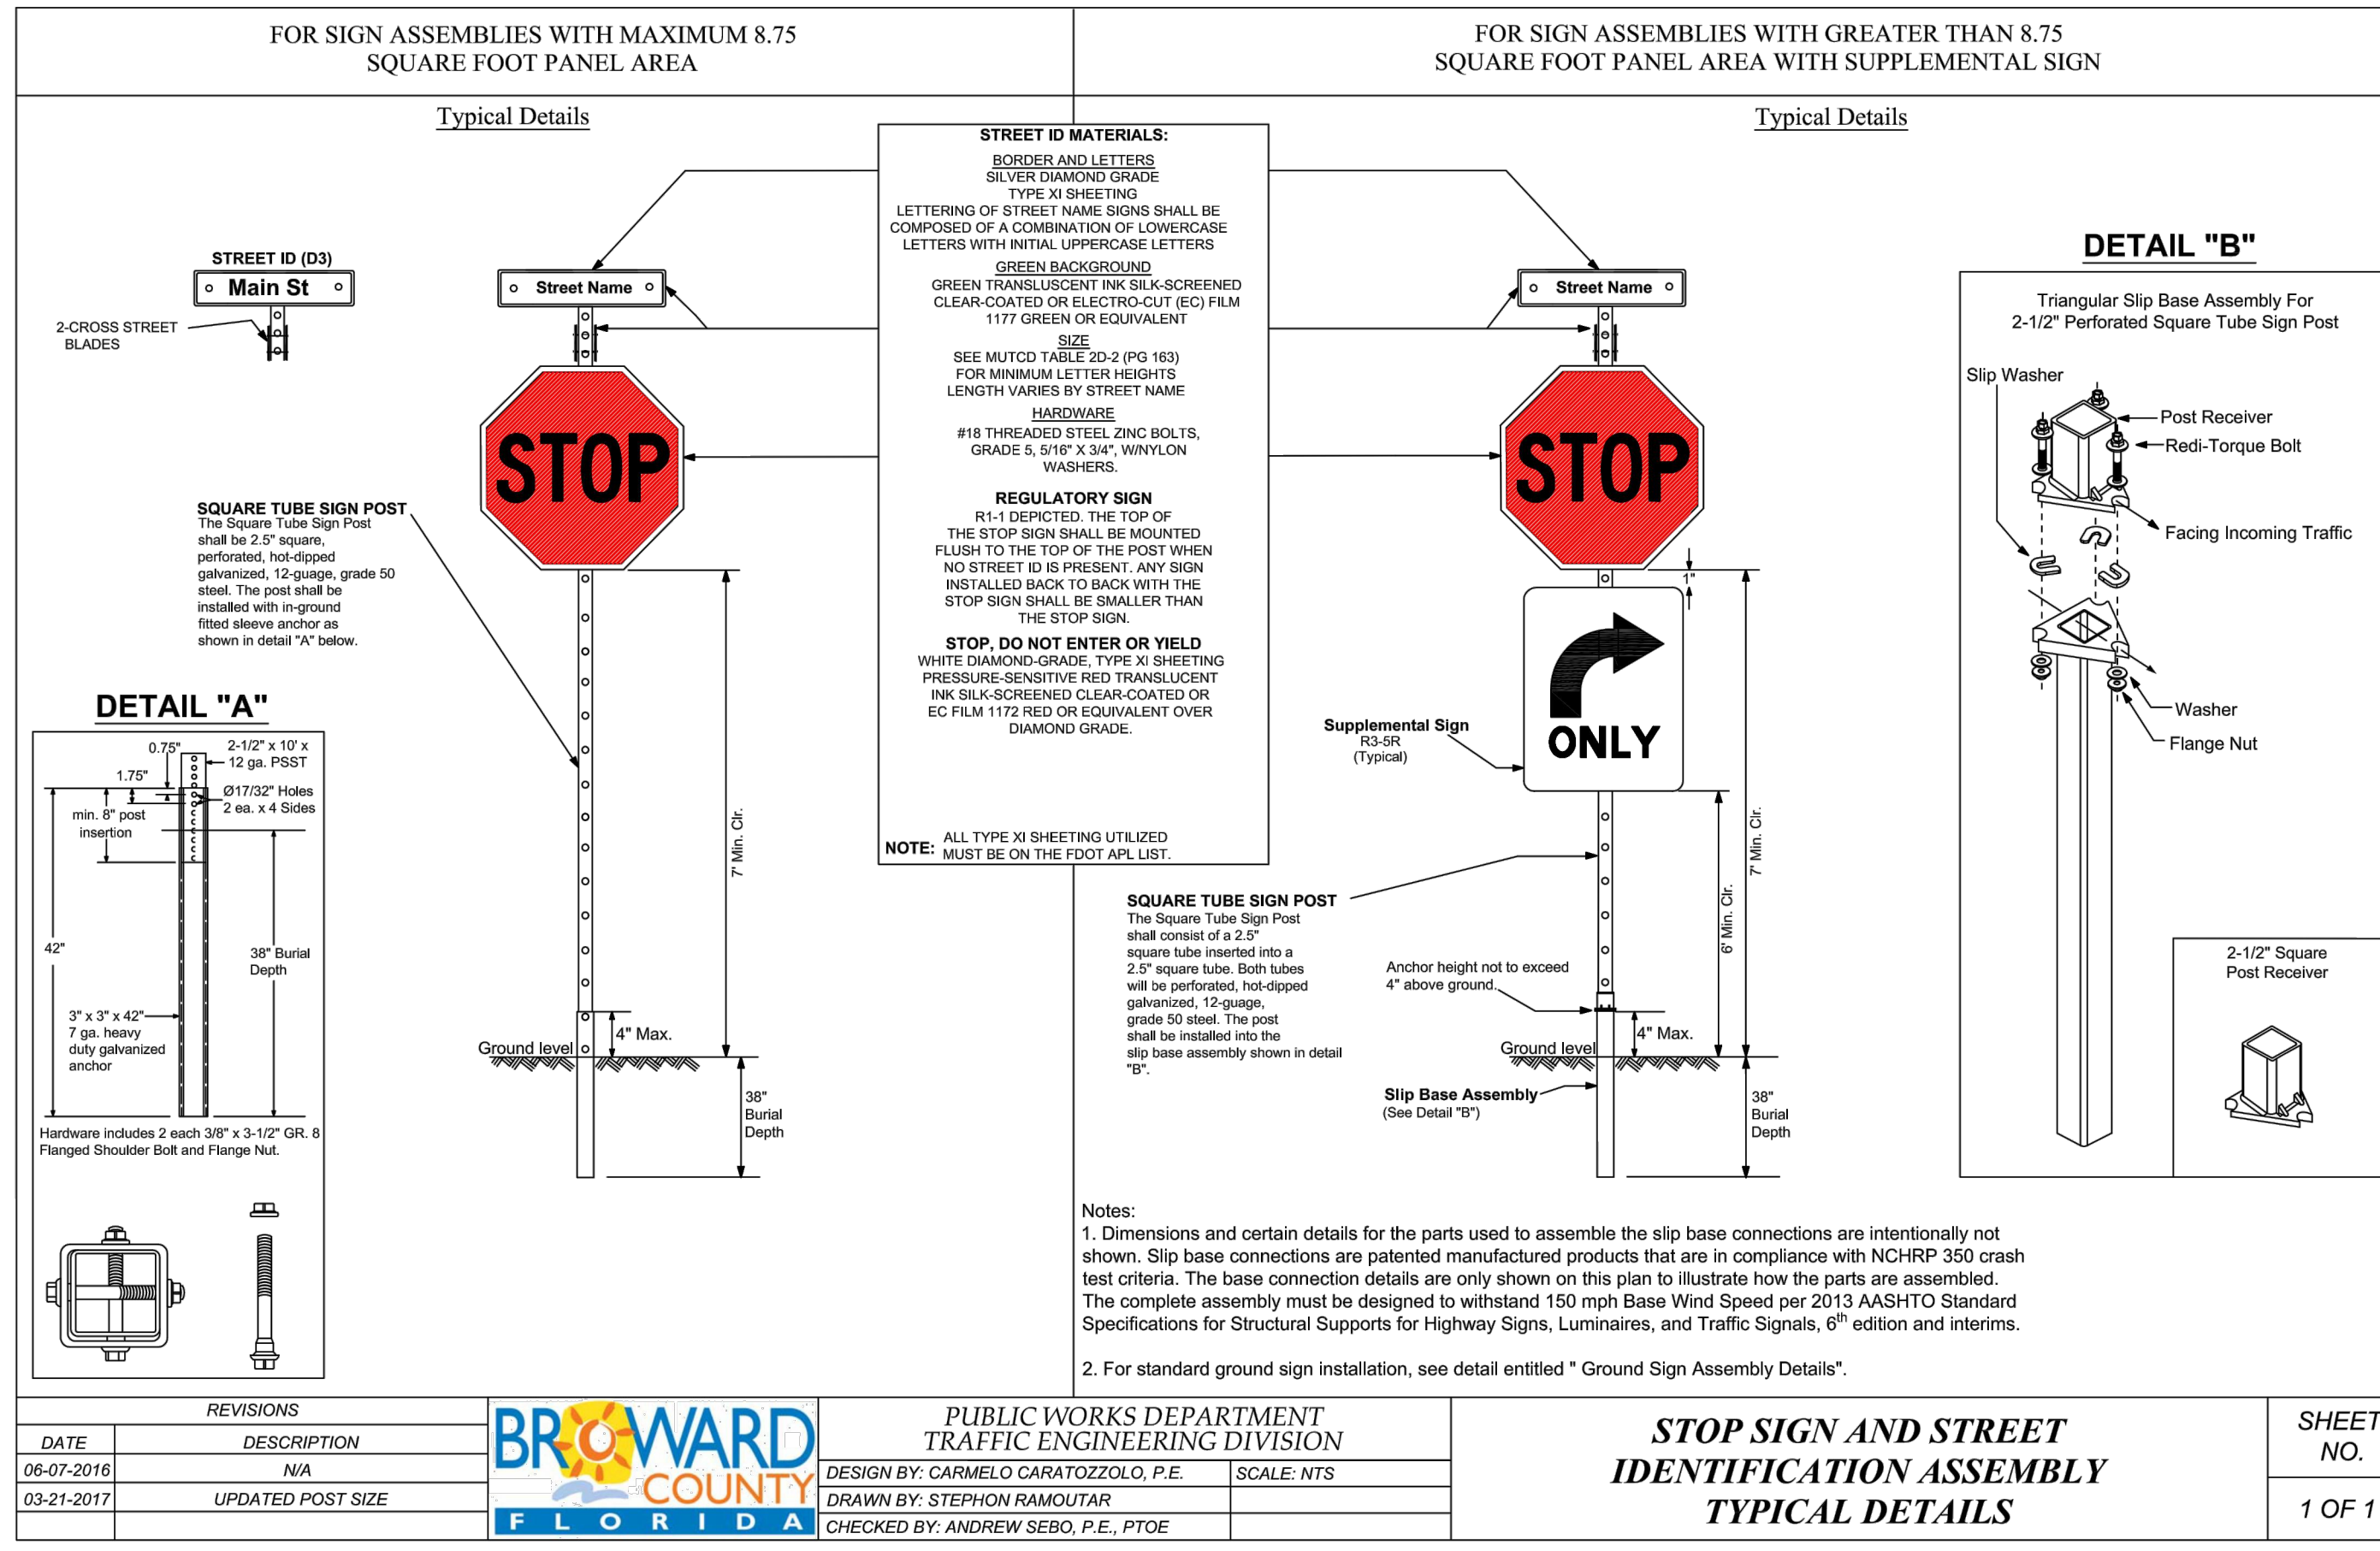 FOR SIGN ASSEMBLIES WITH MAXIMUM 8.75
SQUARE FOOT PANEL AREA
FOR SIGN ASSEMBLIES WITH GREATER THAN 8.75
SQUARE FOOT PANEL AREA WITH SUPPLEMENTAL SIGN
Typical Details
Typical Details
STREET ID (D3)
Main St
2-CROSS STREET
BLADES
Street Name
STOP
SQUARE TUBE SIGN POST
The Square Tube Sign Post
shall be 2.5" square,
perforated, hot-dipped
galvanized, 12-guage, grade 50
steel. The post shall be
installed with in-ground
fitted sleeve anchor as
shown in detail "A" below.
7' Min. Clr.
4" Max.
Ground level
38"
Burial
Depth
DETAIL "A"
0.75"
2-1/2" x 10' x
12 ga. PSST
1.75"
Ø17/32" Holes
2 ea. x 4 Sides
min. 8" post
insertion
42"
38" Burial
Depth
3" x 3" x 42"
7 ga. heavy
duty galvanized
anchor
Hardware includes 2 each 3/8" x 3-1/2" GR. 8
Flanged Shoulder Bolt and Flange Nut.
STREET ID MATERIALS:
BORDER AND LETTERS
SILVER DIAMOND GRADE
TYPE XI SHEETING
LETTERING OF STREET NAME SIGNS SHALL BE
COMPOSED OF A COMBINATION OF LOWERCASE
LETTERS WITH INITIAL UPPERCASE LETTERS
GREEN BACKGROUND
GREEN TRANSLUSCENT INK SILK-SCREENED
CLEAR-COATED OR ELECTRO-CUT (EC) FILM
1177 GREEN OR EQUIVALENT
SIZE
SEE MUTCD TABLE 2D-2 (PG 163)
FOR MINIMUM LETTER HEIGHTS
LENGTH VARIES BY STREET NAME
HARDWARE
#18 THREADED STEEL ZINC BOLTS,
GRADE 5, 5/16" X 3/4", W/NYLON
WASHERS.
REGULATORY SIGN
R1-1 DEPICTED. THE TOP OF
THE STOP SIGN SHALL BE MOUNTED
FLUSH TO THE TOP OF THE POST WHEN
NO STREET ID IS PRESENT. ANY SIGN
INSTALLED BACK TO BACK WITH THE
STOP SIGN SHALL BE SMALLER THAN
THE STOP SIGN.
STOP, DO NOT ENTER OR YIELD
WHITE DIAMOND-GRADE, TYPE XI SHEETING
PRESSURE-SENSITIVE RED TRANSLUCENT
INK SILK-SCREENED CLEAR-COATED OR
EC FILM 1172 RED OR EQUIVALENT OVER
DIAMOND GRADE.
NOTE: ALL TYPE XI SHEETING UTILIZED
MUST BE ON THE FDOT APL LIST.
Street Name
STOP
1"
ONLY
Supplemental Sign
R3-5R
(Typical)
7' Min. Clr.
6' Min. Clr.
SQUARE TUBE SIGN POST
The Square Tube Sign Post
shall consist of a 2.5"
square tube inserted into a
2.5" square tube. Both tubes
will be perforated, hot-dipped
galvanized, 12-guage,
grade 50 steel. The post
shall be installed into the
slip base assembly shown in detail
"B".
Anchor height not to exceed
4" above ground.
4" Max.
Ground level
Slip Base Assembly
(See Detail "B")
38"
Burial
Depth
DETAIL "B"
Triangular Slip Base Assembly For
2-1/2" Perforated Square Tube Sign Post
Slip Washer
Post Receiver
Redi-Torque Bolt
Facing Incoming Traffic
Washer
Flange Nut
2-1/2" Square
Post Receiver
Notes:
1. Dimensions and certain details for the parts used to assemble the slip base connections are intentionally not
shown. Slip base connections are patented manufactured products that are in compliance with NCHRP 350 crash
test criteria. The base connection details are only shown on this plan to illustrate how the parts are assembled.
The complete assembly must be designed to withstand 150 mph Base Wind Speed per 2013 AASHTO Standard
Specifications for Structural Supports for Highway Signs, Luminaires, and Traffic Signals, 6th edition and interims.
2. For standard ground sign installation, see detail entitled " Ground Sign Assembly Details".
REVISIONS
DATE DESCRIPTION
06-07-2016 N/A
03-21-2017 UPDATED POST SIZE
BROWARD
COUNTY
FLORIDA
PUBLIC WORKS DEPARTMENT
TRAFFIC ENGINEERING DIVISION
DESIGN BY: CARMELO CARATOZZOLO, P.E. SCALE: NTS
DRAWN BY: STEPHON RAMOUTAR
CHECKED BY: ANDREW SEBO, P.E., PTOE
STOP SIGN AND STREET
IDENTIFICATION ASSEMBLY
TYPICAL DETAILS
SHEET
NO.
1 OF 1